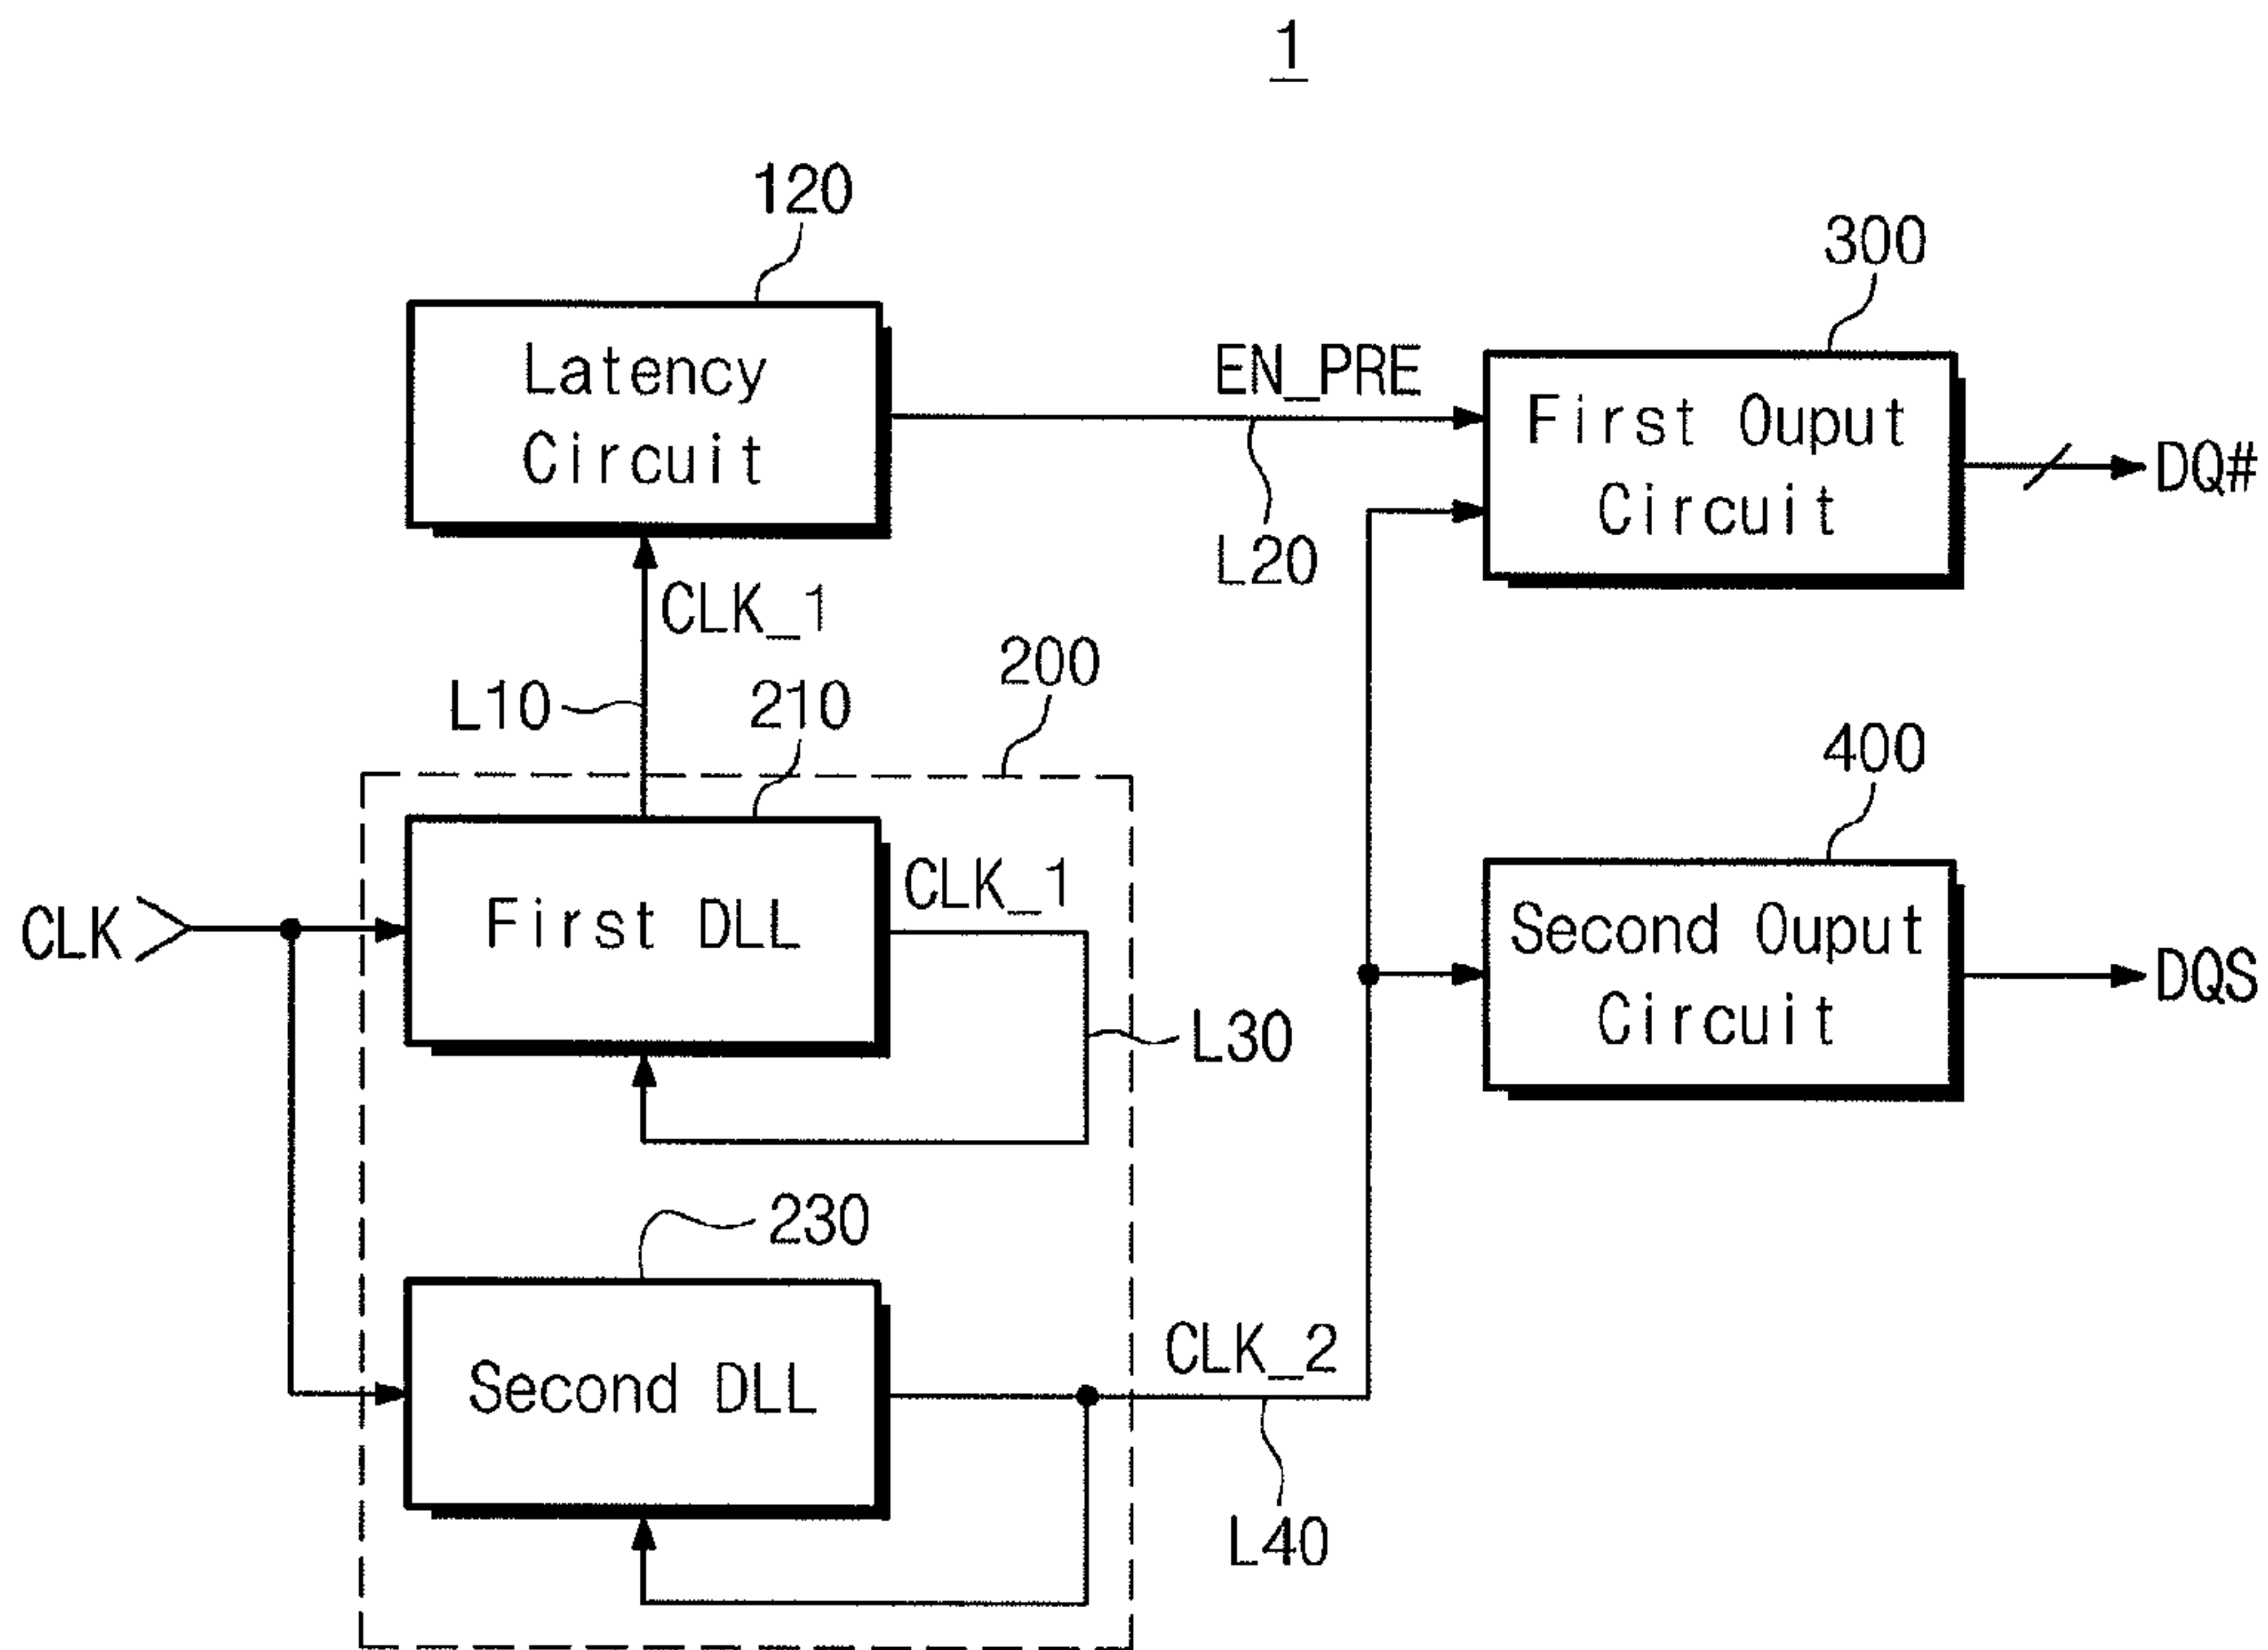 1
120
300
Latency
Circuit
EN_PRE
First Ouput
Circuit
DQ#
L20
CLK_1
200
L10
210
400
CLK
First DLL
CLK_1
Second Ouput
Circuit
DQS
L30
230
Second DLL
CLK_2
L40